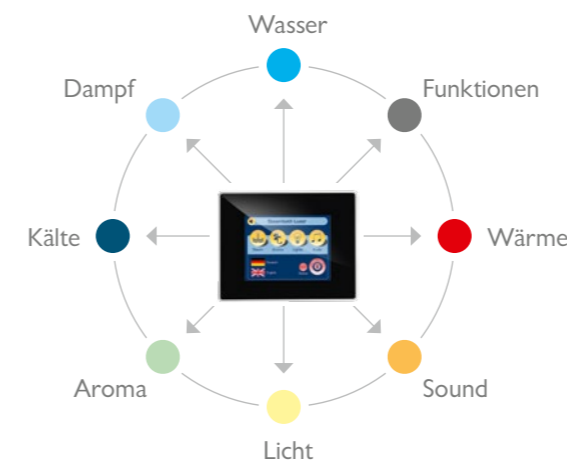 Wasser
Dampf
Funktionen
Kälte
Wärme
Aroma
Sound
Licht